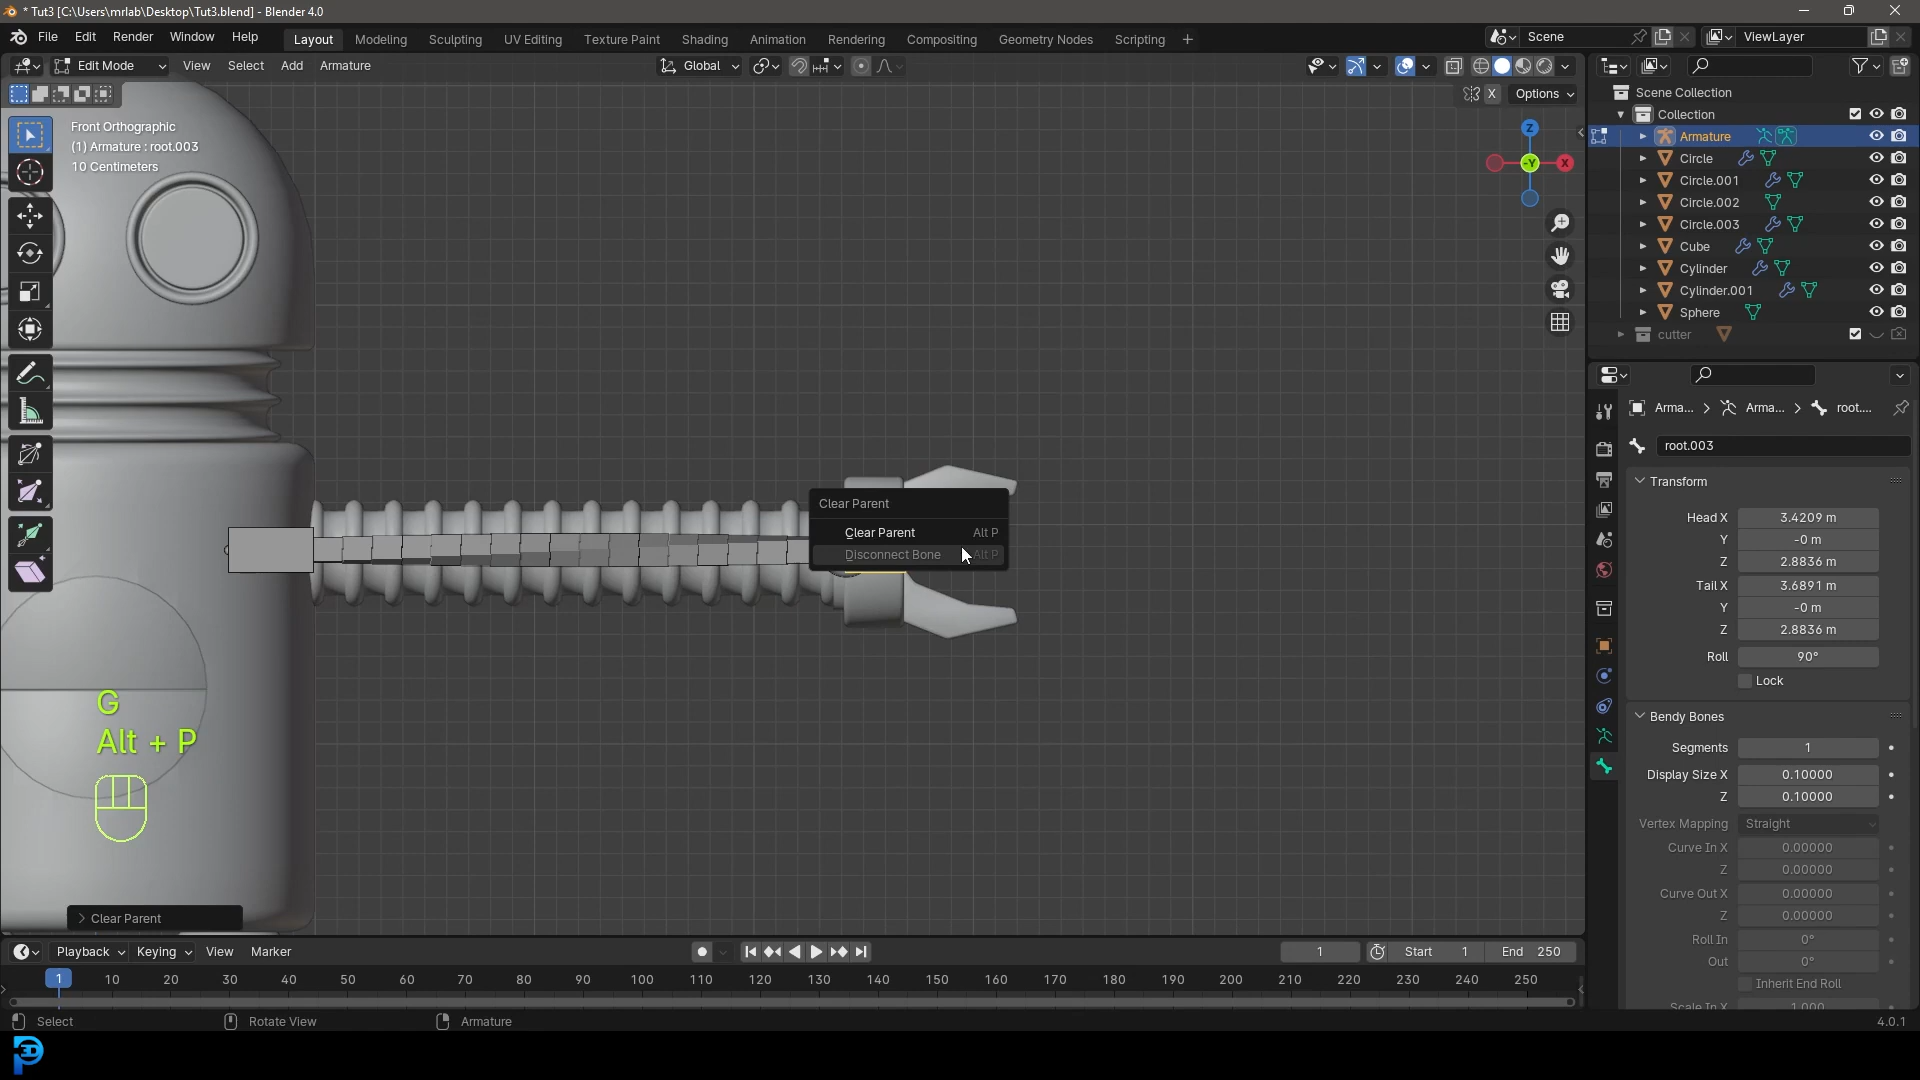 * Tut3 [C:\Users\mrlab\Desktop\Tut3.blend] - Blender 4.0
File Edit Render Window Help
Layout Modeling Sculpting UV Editing Texture Paint Shading Animation Rendering Compositing Geometry Nodes Scripting +
Scene
ViewLayer
Edit Mode View Select Add Armature
Global
X Options
Front Orthographic
(1) Armature : root.003
10 Centimeters
Z
-Y
X
Clear Parent
Clear Parent Alt P
Disconnect Bone Alt P
G
Alt + P
> Clear Parent
Scene Collection
Collection
Armature
Circle
Circle.001
Circle.002
Circle.003
Cube
Cylinder
Cylinder.001
Sphere
cutter
Arma... > Arma... > root....
root.003
Transform
Head X 3.4209 m
Y -0 m
Z 2.8836 m
Tail X 3.6891 m
Y -0 m
Z 2.8836 m
Roll 90°
Lock
Bendy Bones
Segments 1
Display Size X 0.10000
Z 0.10000
Vertex Mapping Straight
Curve In X 0.00000
Z 0.00000
Curve Out X 0.00000
Z 0.00000
Roll In 0°
Out 0°
Inherit End Roll
Scale In X 1.000
Playback Keying View Marker
1 Start 1 End 250
1 10 20 30 40 50 60 70 80 90 100 110 120 130 140 150 160 170 180 190 200 210 220 230 240 250
Select Rotate View Armature
4.0.1
3D